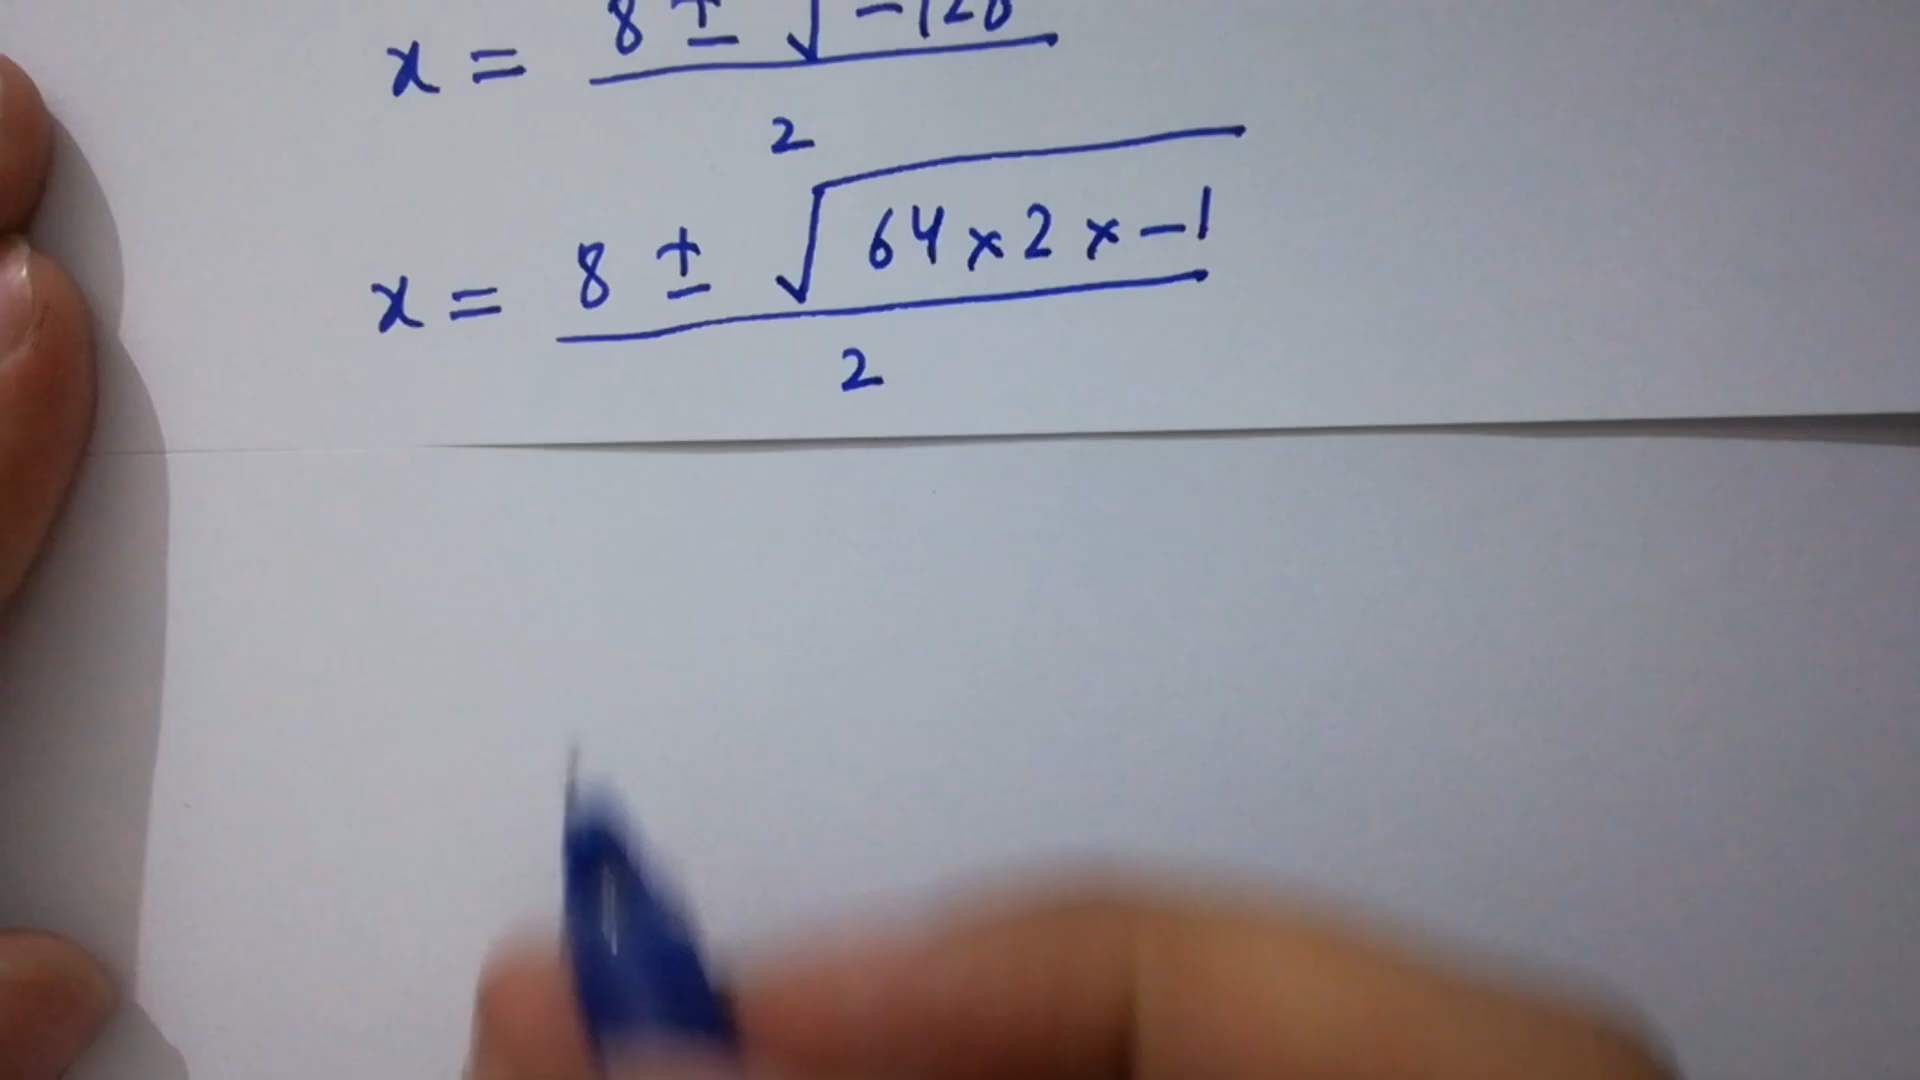 x = 8 ± √-128
2
x = 8 ± √64 × 2 × -1
2